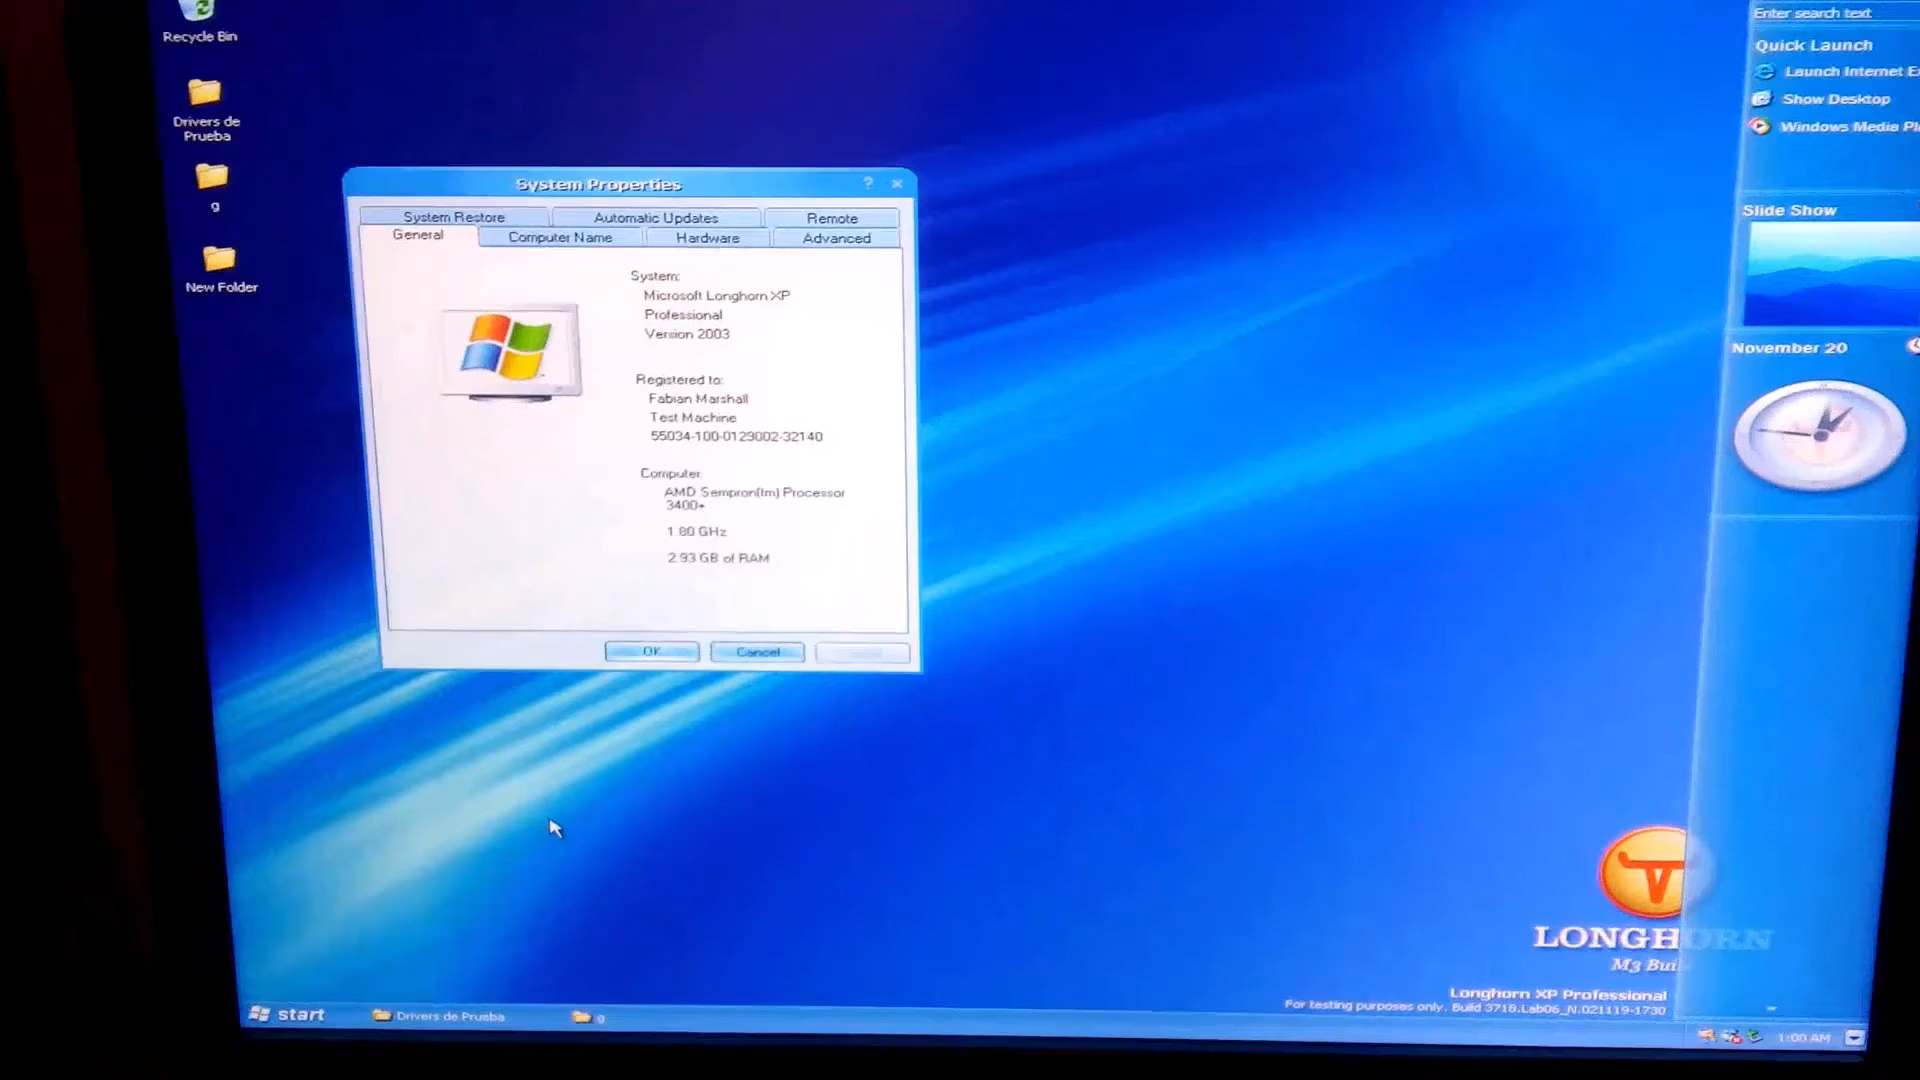 Recycle Bin
Drivers de
Prueba
g
New Folder
System Properties
?
System Restore
Automatic Updates
Remote
General
Computer Name
Hardware
Advanced
System:
Microsoft Longhorn XP
Professional
Version 2003
Registered to:
Fabian Marshall
Test Machine
55034-100-0129002-32140
Computer:
AMD Sempron(tm) Processor
3400+
1.80 GHz
2.93 GB of RAM
OK
Cancel
Enter search text
Quick Launch
Launch Internet E
Show Desktop
Windows Media Pl
Slide Show
November 20
LONGHORN
M3 Bui
Longhorn XP Professional
For testing purposes only. Build 3718.Lab06_N.021119-1730
start
Drivers de Prueba
g
1:00 AM